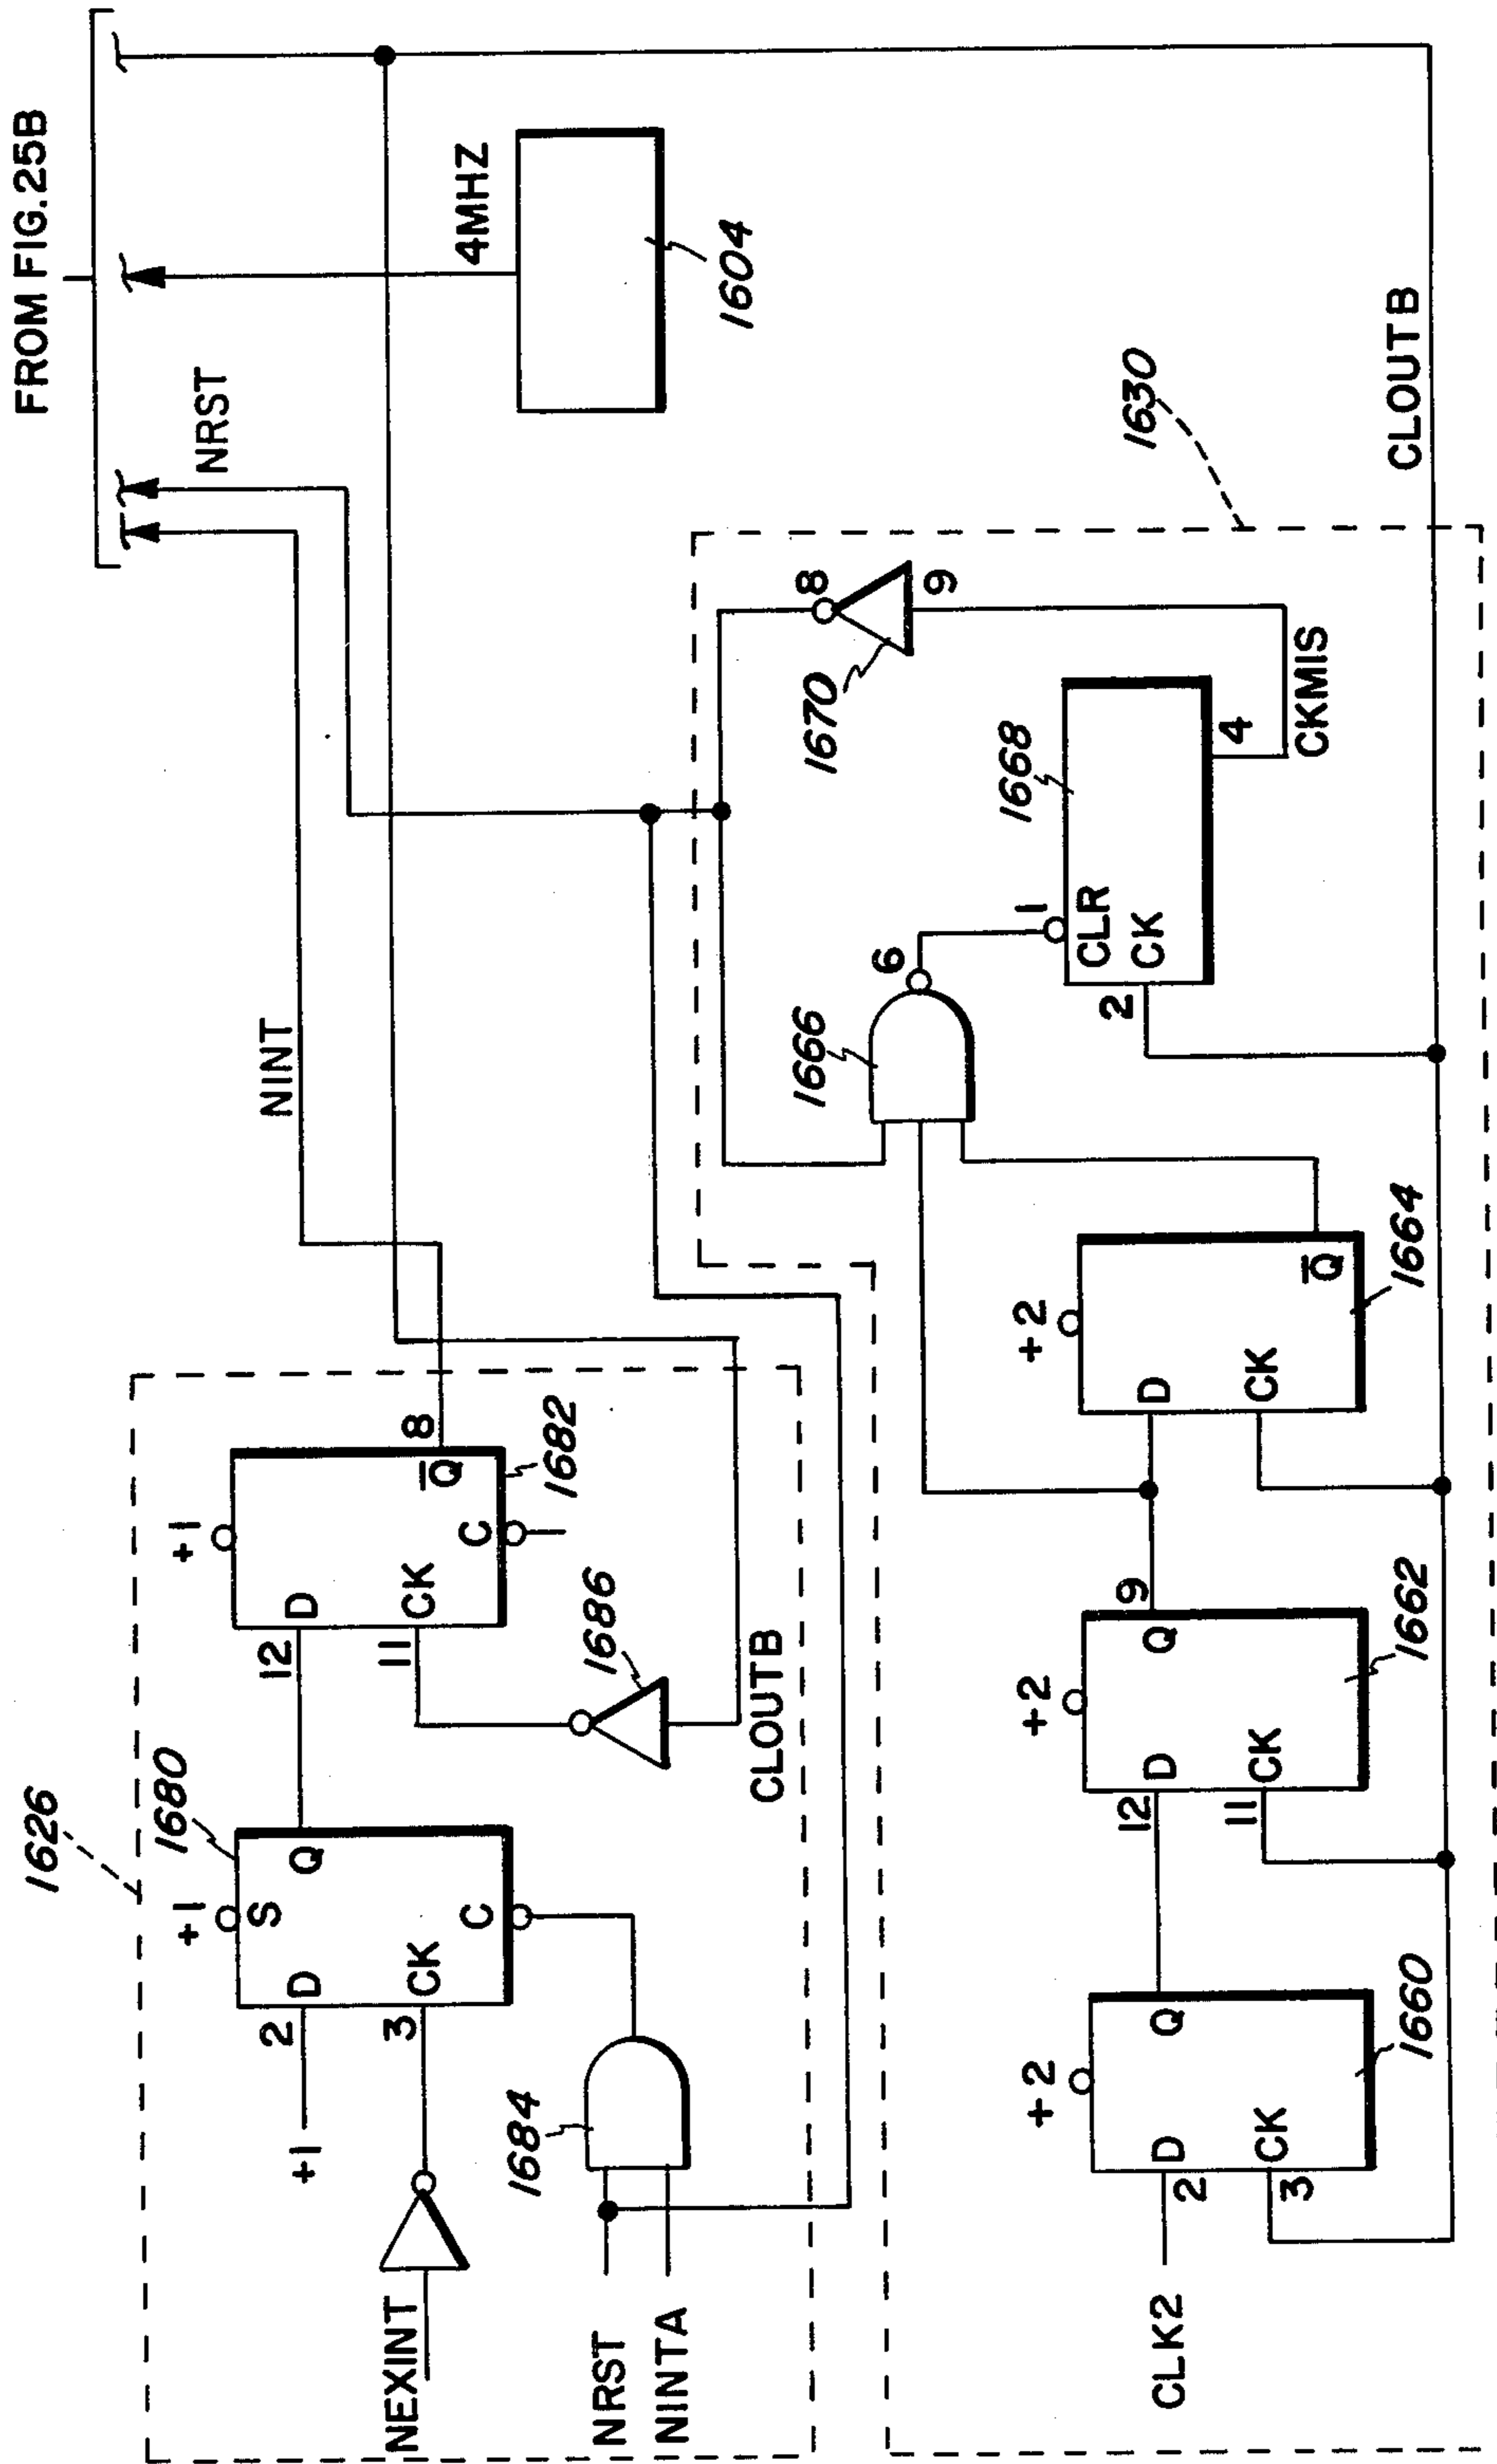 FROM FIG. 25B
NRST
4MHZ
1604
NINT
1626
1680
+1
S
D
Q
2
+1
CK
3
C
NEXINT
1684
NRST
NINTA
+1
12
D
Q
8
11
CK
C
1682
1686
CLOUTB
1630
8
1670
9
1668
1
CLR
CK
2
4
CKMIS
1666
6
CLOUTB
+2
D
Q
2
CK
3
1660
CLK2
+2
12
D
Q
9
11
CK
1662
+2
D
CK
Q
1664